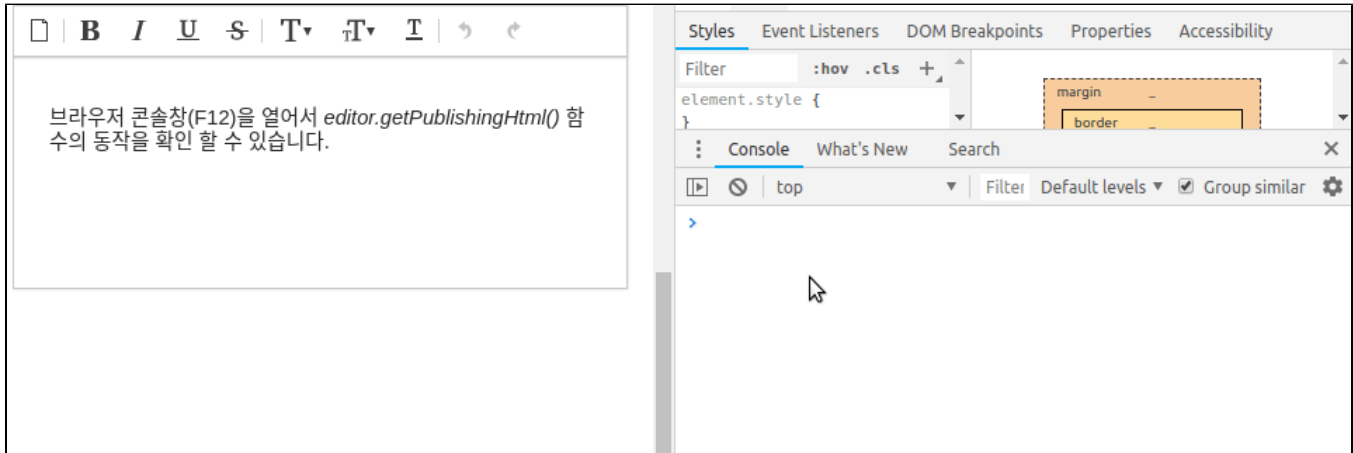 B I U S T▾ тT▾ T
브라우저 콘솔창(F12)을 열어서 editor.getPublishingHtml() 함
수의 동작을 확인 할 수 있습니다.
Styles Event Listeners DOM Breakpoints Properties Accessibility
Filter :hov .cls +
element.style {
}
margin –
border –
Console What's New Search
top ▼ Filter Default levels ▼ Group similar
>